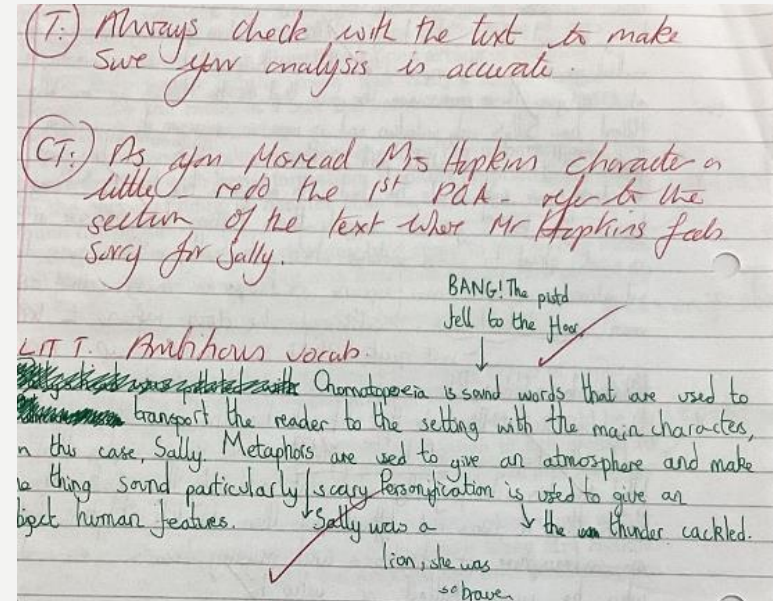 T: Always check with the text to make
sure your analysis is accurate.
CT: As you Misread Mrs Hopkins character a
little - redo the 1st PdA - refer to the
section of the text where Mr Hopkins feels
sorry for Sally.
BANG! The pistol
fell to the floor.
LIT T. Ambitious vocab.
Onomatopoeia is sound words that are used to
transport the reader to the setting with the main character,
n this case, Sally. Metaphors are used to give an atmosphere and make
e thing sound particularly scary. Personification is used to give an
bject human features.
Sally was a
lion, she was
so brave.
the thunder cackled.